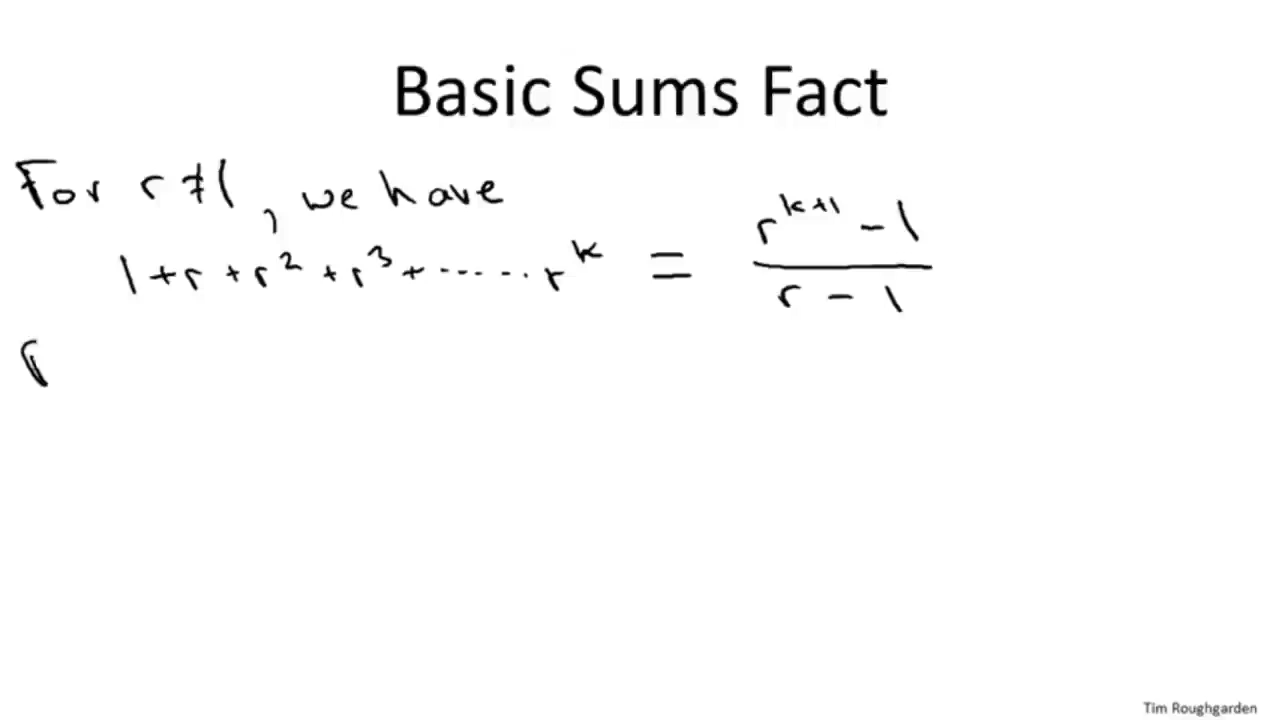 Basic Sums Fact
For r ≠ 1, we have
1 + r + r² + r³ + ······ r^k = (r^(k+1) - 1) / (r - 1)
Tim Roughgarden